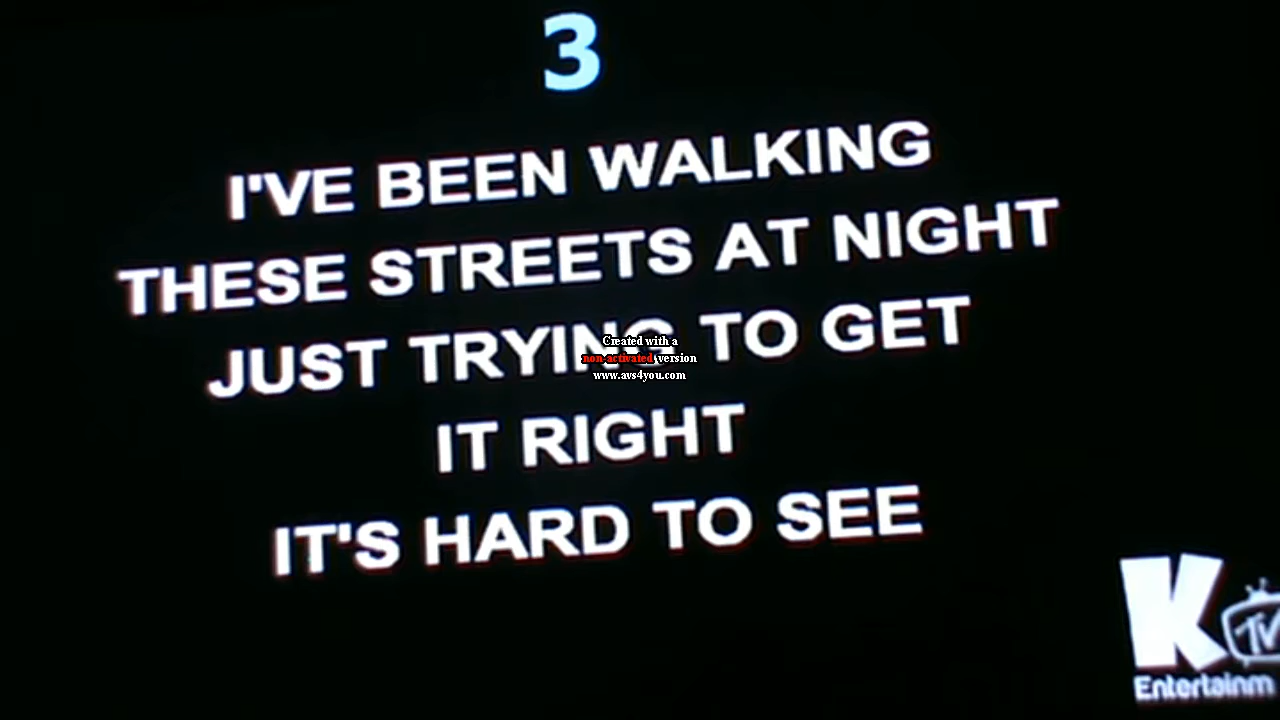 3
I'VE BEEN WALKING
THESE STREETS AT NIGHT
JUST TRYING TO GET
IT RIGHT
IT'S HARD TO SEE
Created with a
non-activated version
www.avs4you.com
K TV
Entertainm